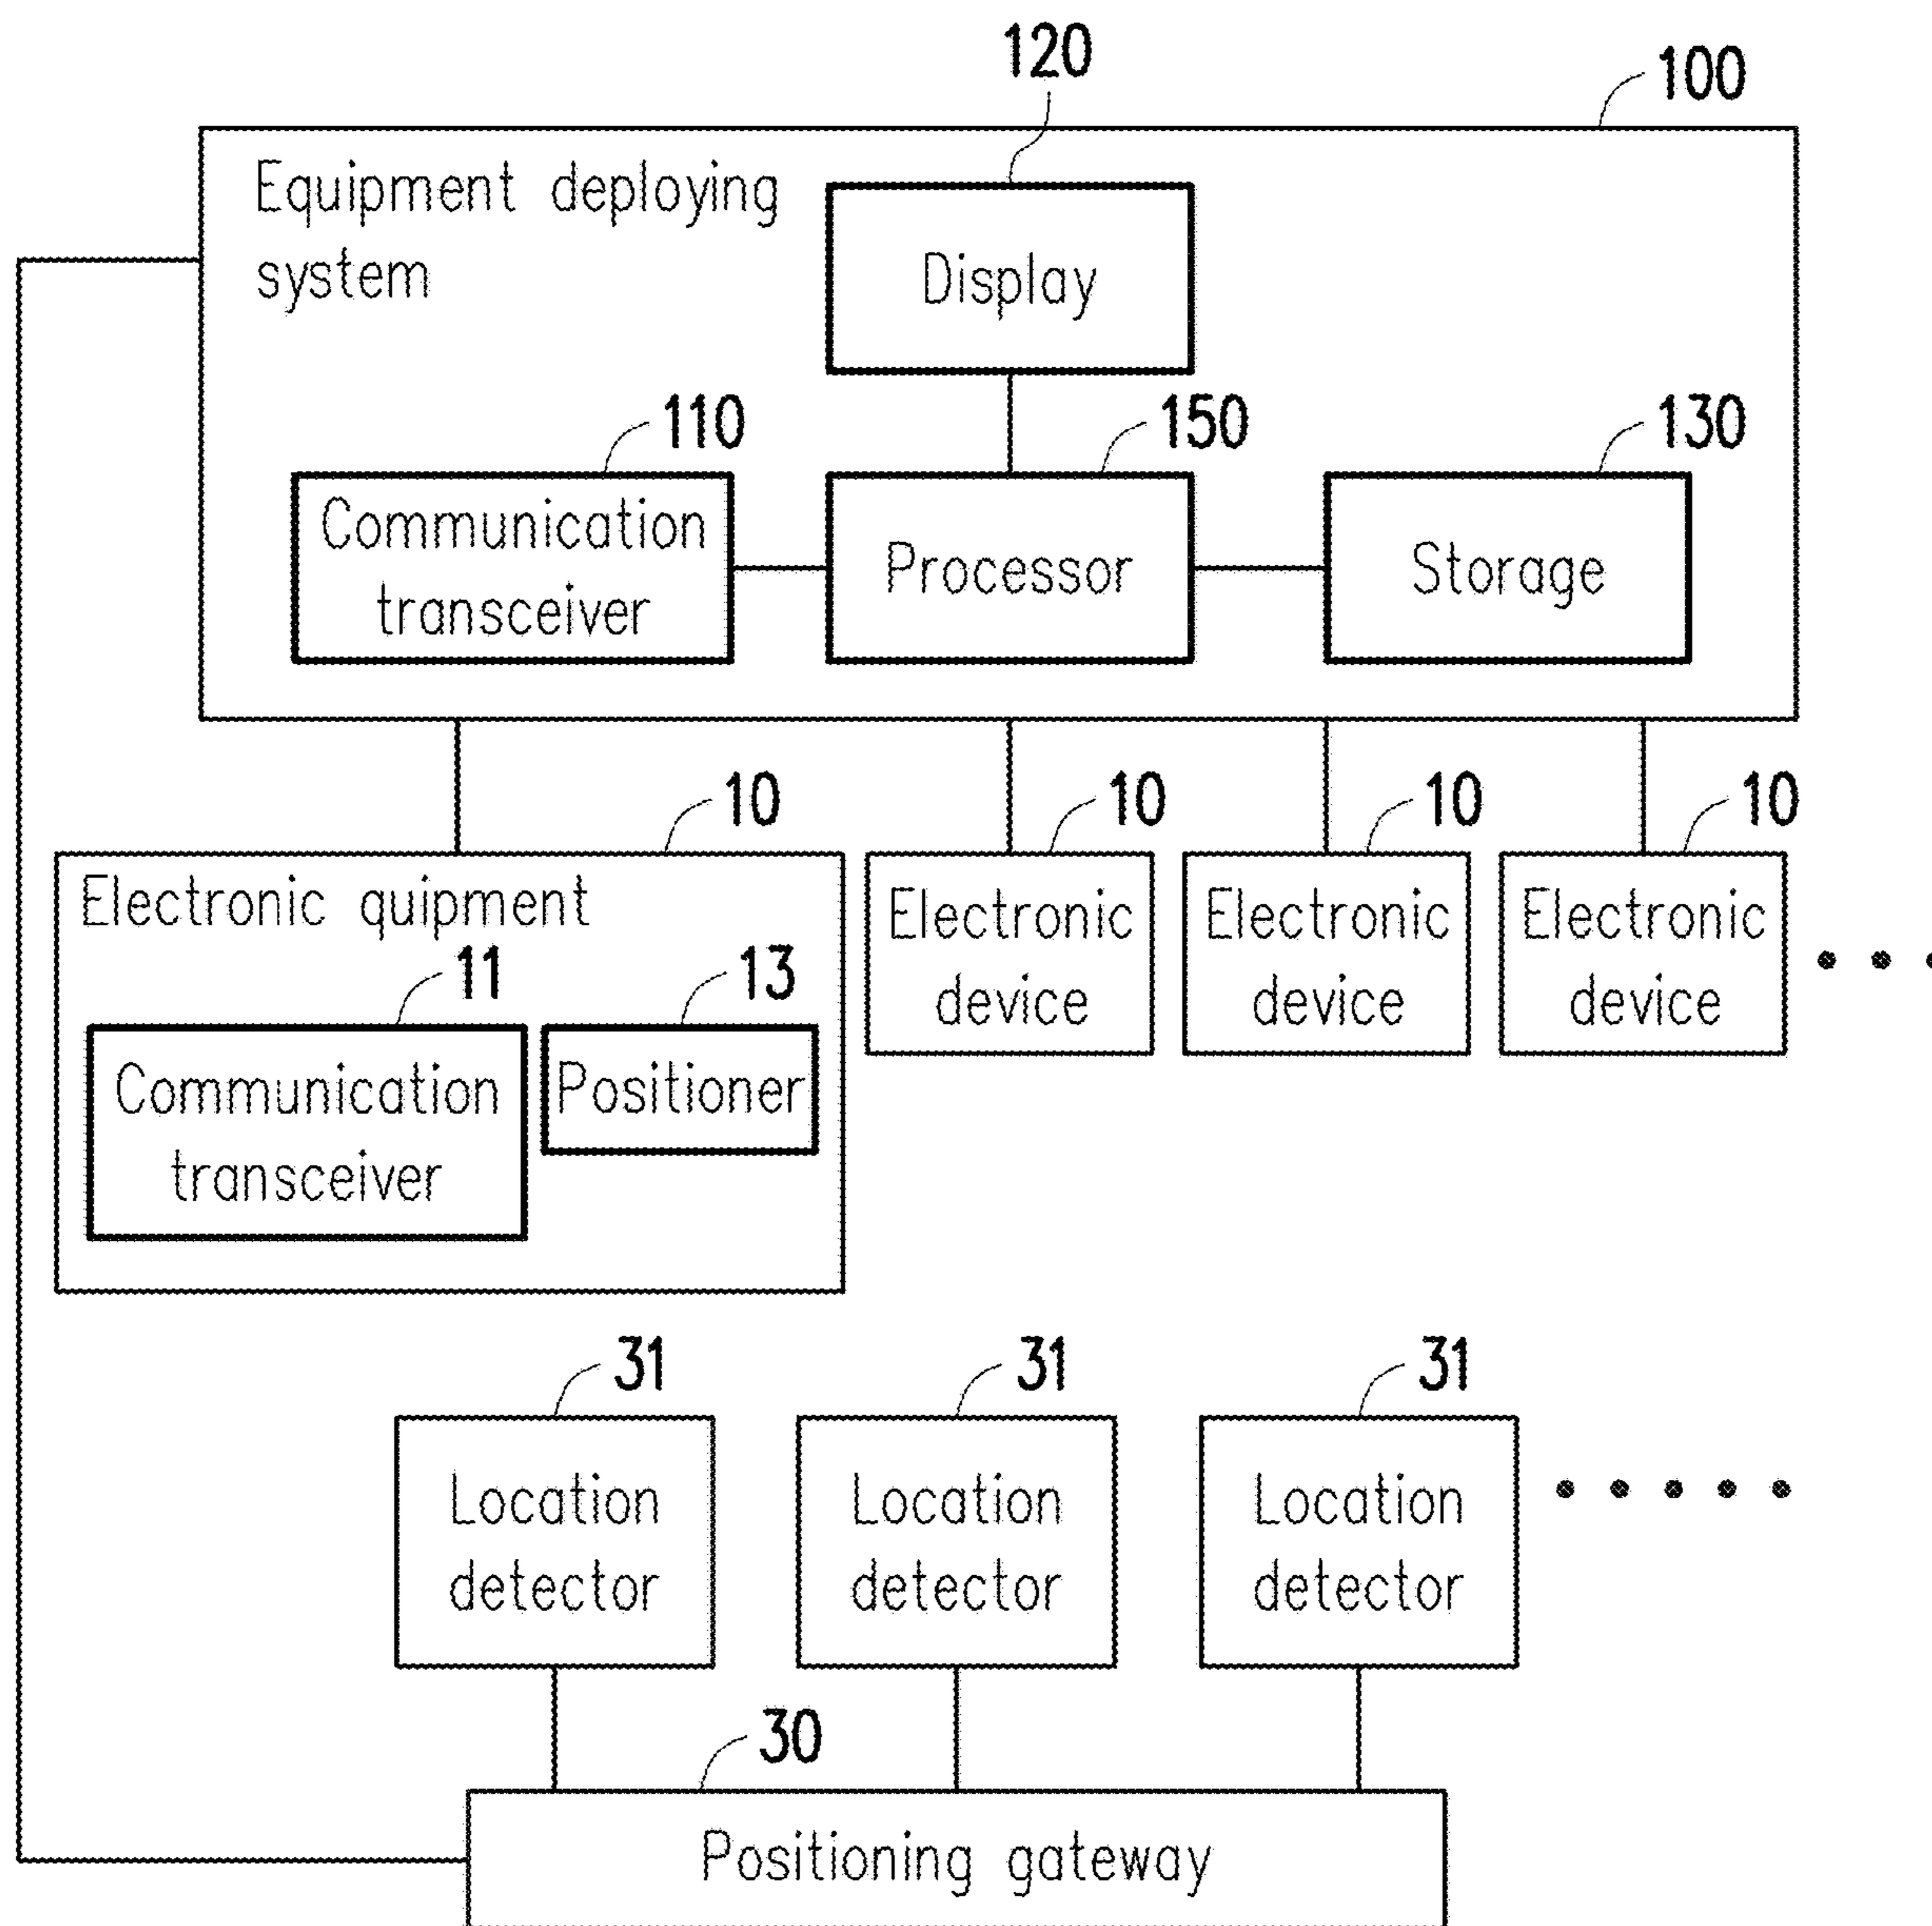 120
100
Equipment deploying
system
Display
110
150
130
Communication
transceiver
Processor
Storage
10
10
10
10
Electronic quipment
11
13
Communication
transceiver
Positioner
Electronic
device
Electronic
device
Electronic
device
31
31
31
Location
detector
Location
detector
Location
detector
30
Positioning gateway